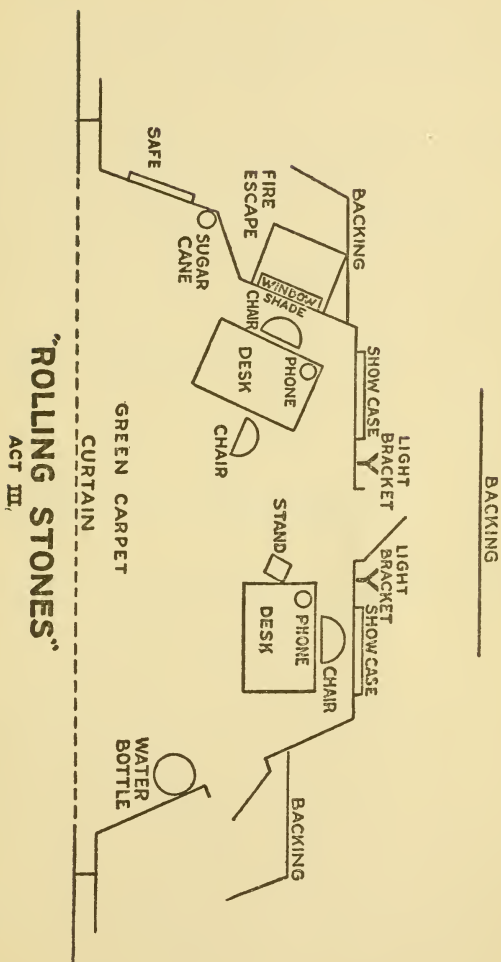 BACKING
BACKING
SHOW CASE
LIGHT
BRACKET
LIGHT
BRACKET
SHOW CASE
FIRE
ESCAPE
WINDOW
SHADE
CHAIR
PHONE
DESK
CHAIR
STAND
PHONE
DESK
CHAIR
BACKING
SAFE
SUGAR
CANE
WATER
BOTTLE
GREEN CARPET
CURTAIN
"ROLLING STONES"
ACT III,